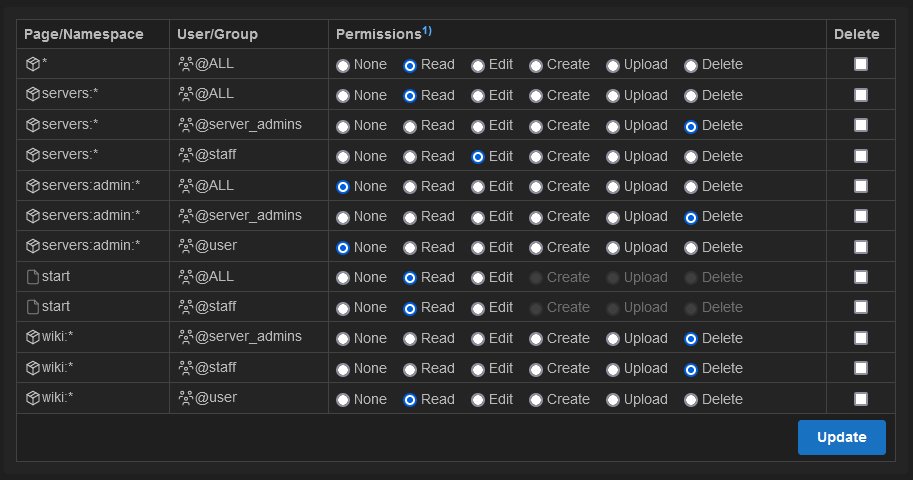 Page/Namespace User/Group Permissions1) Delete
* @ALL None Read Edit Create Upload Delete
servers:* @ALL None Read Edit Create Upload Delete
servers:* @server_admins None Read Edit Create Upload Delete
servers:* @staff None Read Edit Create Upload Delete
servers:admin:* @ALL None Read Edit Create Upload Delete
servers:admin:* @server_admins None Read Edit Create Upload Delete
servers:admin:* @user None Read Edit Create Upload Delete
start @ALL None Read Edit Create Upload Delete
start @staff None Read Edit Create Upload Delete
wiki:* @server_admins None Read Edit Create Upload Delete
wiki:* @staff None Read Edit Create Upload Delete
wiki:* @user None Read Edit Create Upload Delete
Update